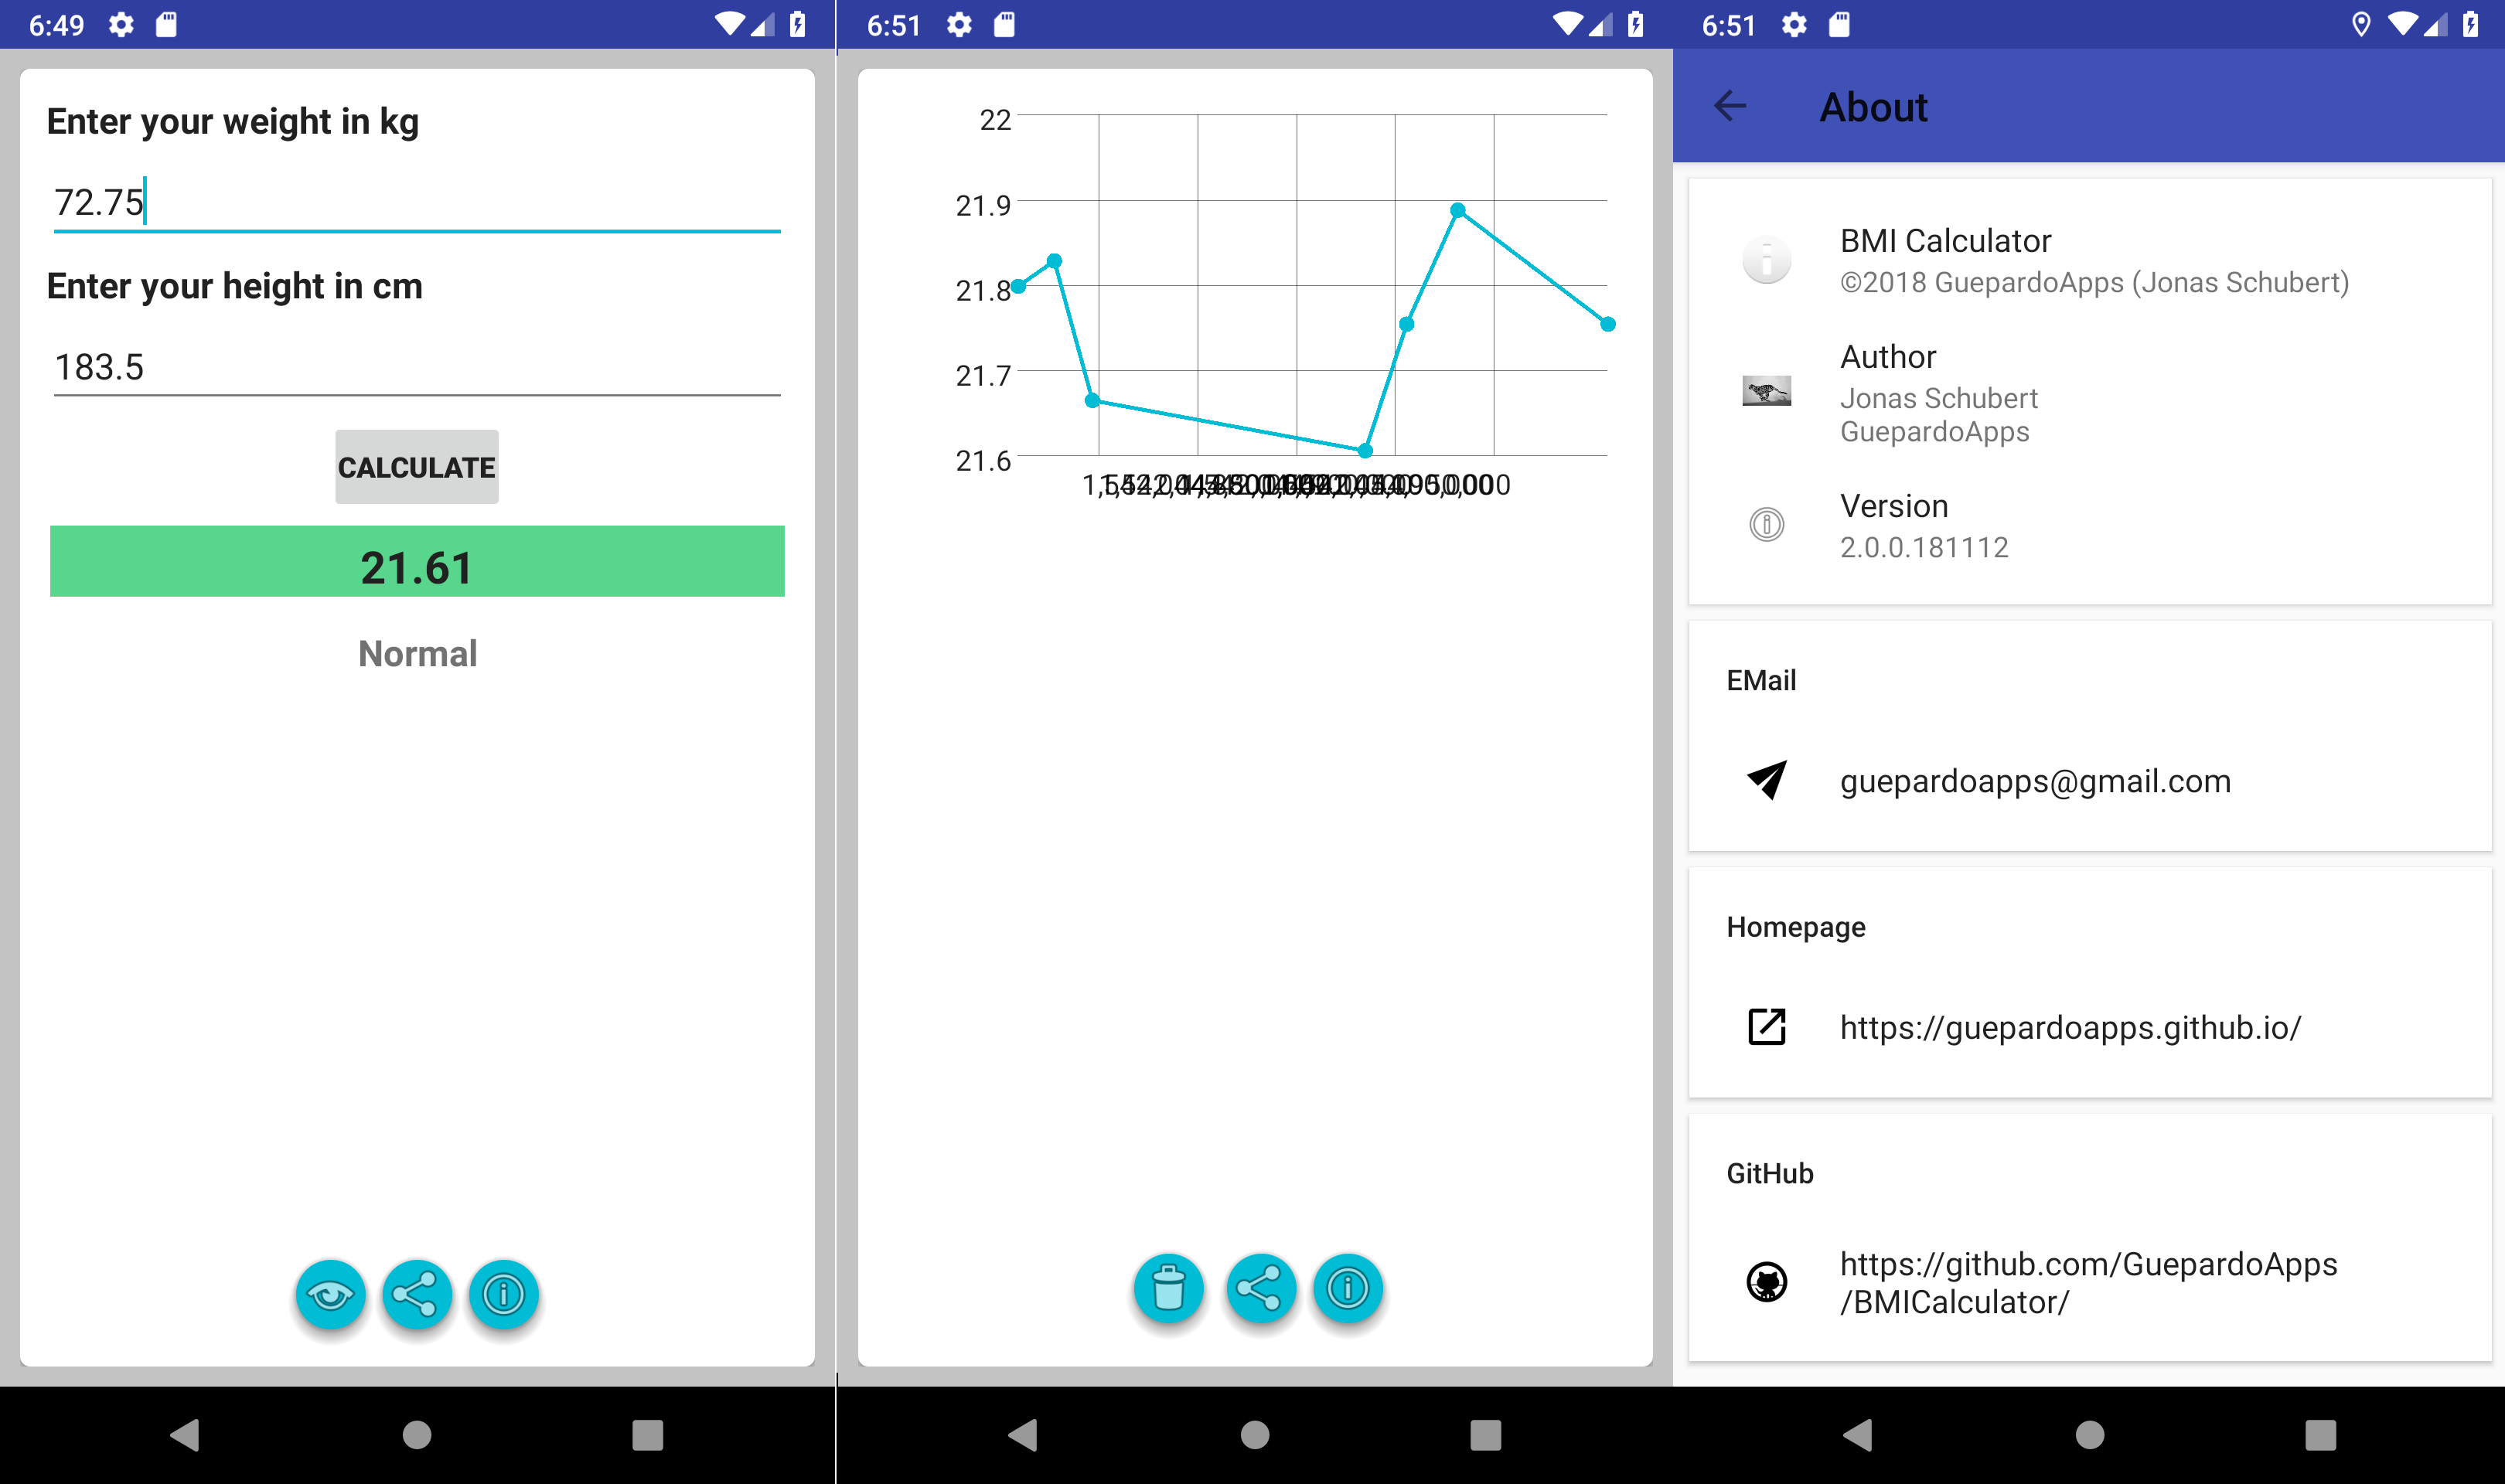 6:49
Enter your weight in kg
72.75
Enter your height in cm
183.5
CALCULATE
21.61
Normal
6:51
22
21.9
21.8
21.7
21.6
6:51
About
BMI Calculator
©2018 GuepardoApps (Jonas Schubert)
Author
Jonas Schubert
GuepardoApps
Version
2.0.0.181112
EMail
guepardoapps@gmail.com
Homepage
https://guepardoapps.github.io/
GitHub
https://github.com/GuepardoApps
/BMICalculator/